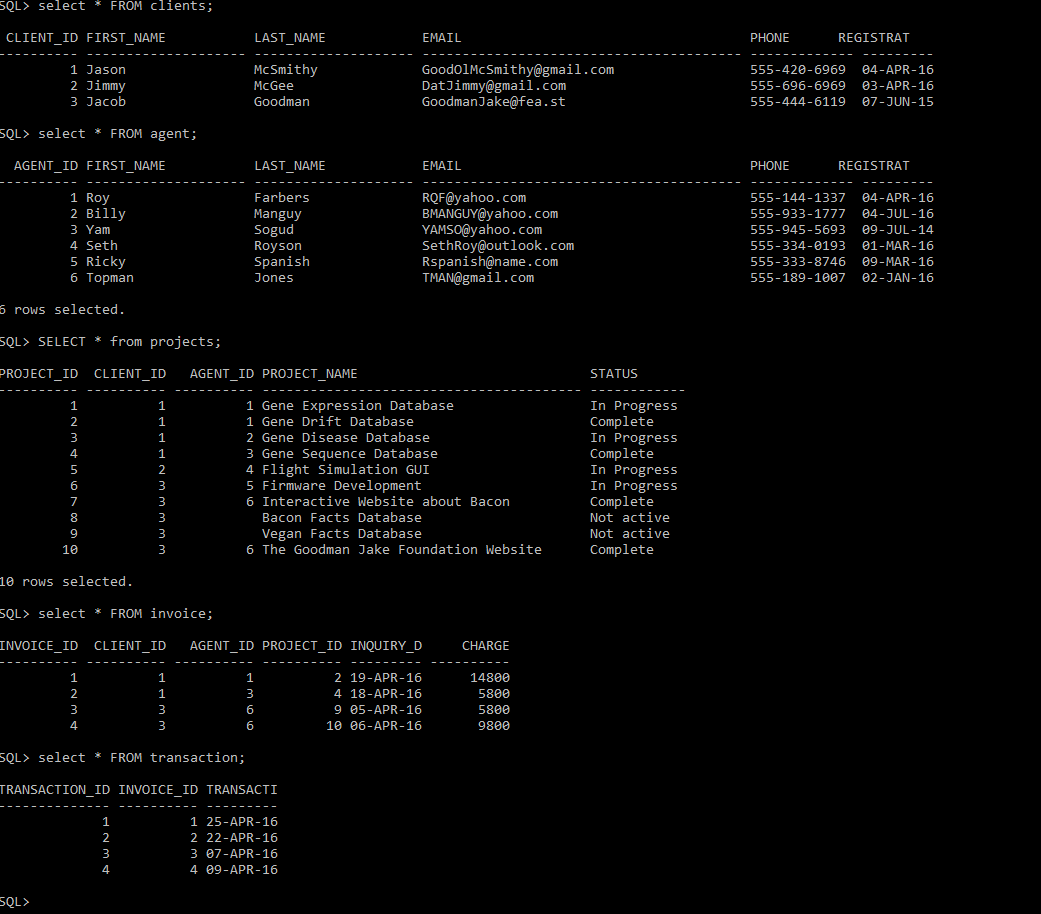 SQL> select * FROM clients;
CLIENT_ID FIRST_NAME LAST_NAME EMAIL PHONE REGISTRAT
---------- -------------------- -------------------- ---------------------------------------- ------------ ---------
1 Jason McSmithy GoodOlMcSmithy@gmail.com 555-420-6969 04-APR-16
2 Jimmy McGee DatJimmy@gmail.com 555-696-6969 03-APR-16
3 Jacob Goodman GoodmanJake@fea.st 555-444-6119 07-JUN-15
SQL> select * FROM agent;
AGENT_ID FIRST_NAME LAST_NAME EMAIL PHONE REGISTRAT
---------- -------------------- -------------------- ---------------------------------------- ------------ ---------
1 Roy Farbers RQF@yahoo.com 555-144-1337 04-APR-16
2 Billy Manguy BMANGUY@yahoo.com 555-933-1777 04-JUL-16
3 Yam Sogud YAMSO@yahoo.com 555-945-5693 09-JUL-14
4 Seth Royson SethRoy@outlook.com 555-334-0193 01-MAR-16
5 Ricky Spanish Rspanish@name.com 555-333-8746 09-MAR-16
6 Topman Jones TMAN@gmail.com 555-189-1007 02-JAN-16
6 rows selected.
SQL> SELECT * from projects;
PROJECT_ID CLIENT_ID AGENT_ID PROJECT_NAME STATUS
---------- ---------- ---------- ---------------------------------------- ------------
1 1 1 Gene Expression Database In Progress
2 1 1 Gene Drift Database Complete
3 1 2 Gene Disease Database In Progress
4 1 3 Gene Sequence Database Complete
5 2 4 Flight Simulation GUI In Progress
6 3 5 Firmware Development In Progress
7 3 6 Interactive Website about Bacon Complete
8 3 Bacon Facts Database Not active
9 3 Vegan Facts Database Not active
10 3 6 The Goodman Jake Foundation Website Complete
10 rows selected.
SQL> select * FROM invoice;
INVOICE_ID CLIENT_ID AGENT_ID PROJECT_ID INQUIRY_D CHARGE
---------- ---------- ---------- ---------- --------- ----------
1 1 1 2 19-APR-16 14800
2 1 3 4 18-APR-16 5800
3 3 6 9 05-APR-16 5800
4 3 6 10 06-APR-16 9800
SQL> select * FROM transaction;
TRANSACTION_ID INVOICE_ID TRANSACTI
-------------- ---------- ---------
1 1 25-APR-16
2 2 22-APR-16
3 3 07-APR-16
4 4 09-APR-16
SQL>